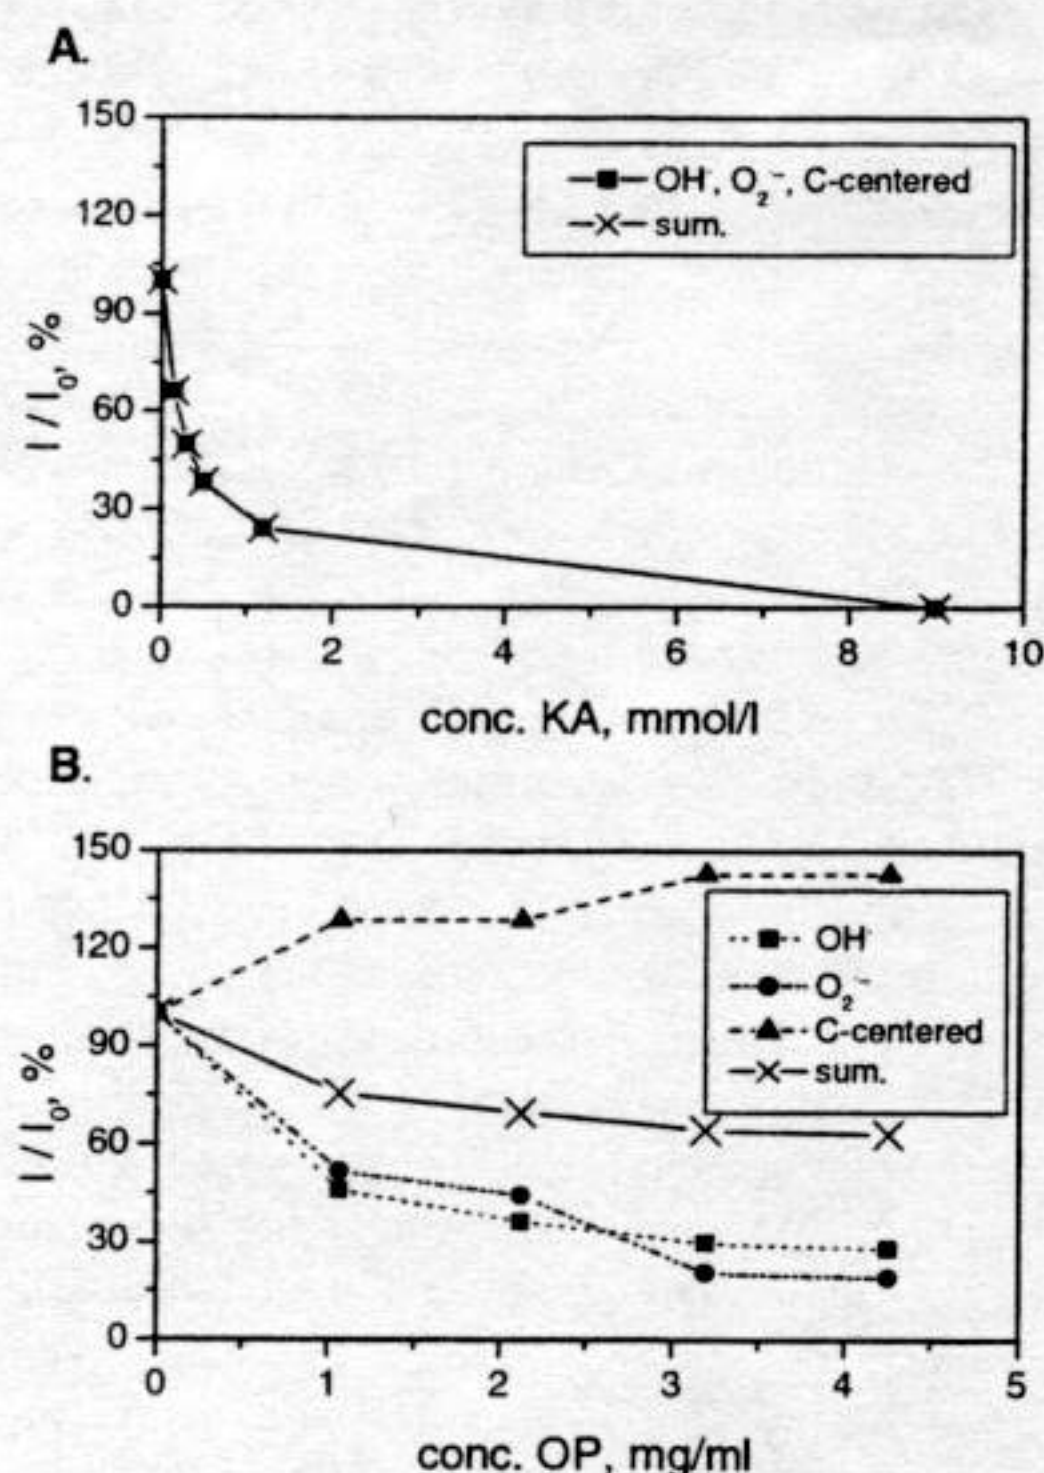 A.
150
120
90
60
30
0
I / I₀, %
OH˙, O₂˙⁻, C-centered
sum.
0 2 4 6 8 10
conc. KA, mmol/l
B.
150
120
90
60
30
0
I / I₀, %
OH˙
O₂˙⁻
C-centered
sum.
0 1 2 3 4 5
conc. OP, mg/ml